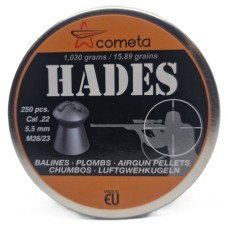 cometa
1,030 grams / 15,89 grains
HADES
250 pcs.
Cal .22
5,5 mm
M26/23
BALINES - PLOMBS - AIRGUN PELLETS
CHUMBOS - LUFTGWEHKUGELN
EU